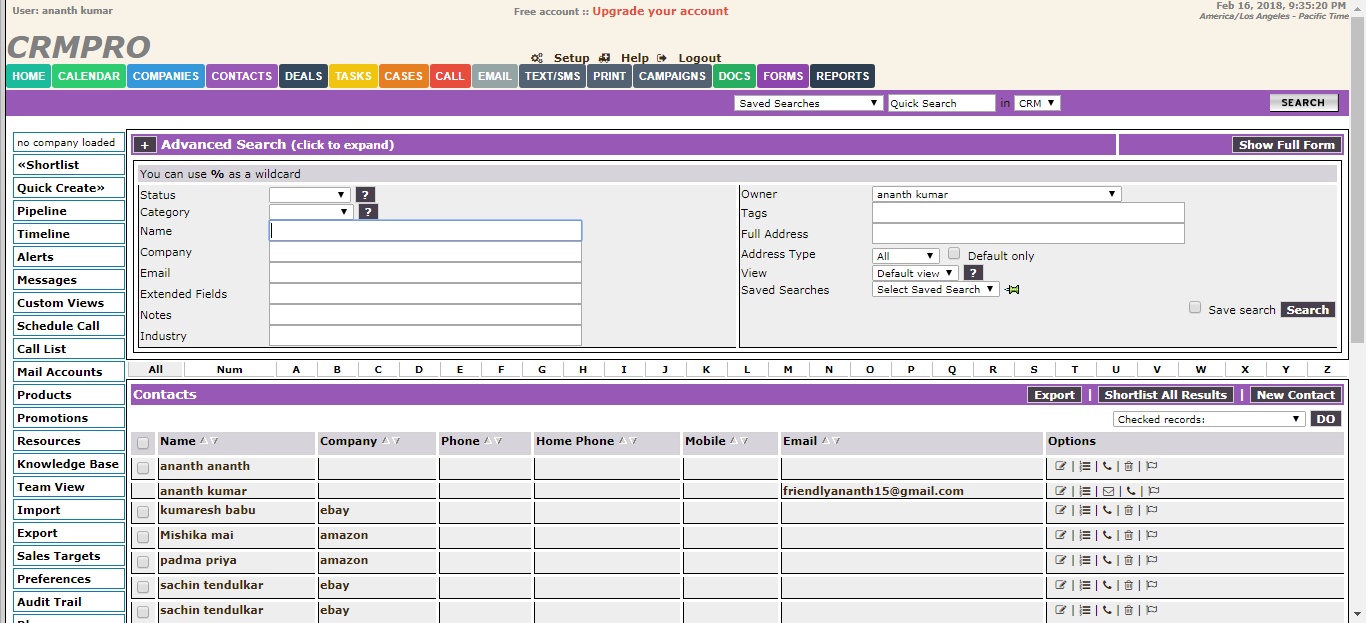 User: ananth kumar
Free account :: Upgrade your account
Feb 16, 2018, 9:35:20 PM
America/Los Angeles - Pacific Time
CRMPRO
Setup Help Logout
HOME CALENDAR COMPANIES CONTACTS DEALS TASKS CASES CALL EMAIL TEXT/SMS PRINT CAMPAIGNS DOCS FORMS REPORTS
Saved Searches Quick Search in CRM SEARCH
no company loaded
«Shortlist
Quick Create»
Pipeline
Timeline
Alerts
Messages
Custom Views
Schedule Call
Call List
Mail Accounts
Products
Promotions
Resources
Knowledge Base
Team View
Import
Export
Sales Targets
Preferences
Audit Trail
+ Advanced Search (click to expand) Show Full Form
You can use % as a wildcard
Status ?
Category ?
Name
Company
Email
Extended Fields
Notes
Industry
Owner ananth kumar
Tags
Full Address
Address Type All Default only
View Default view ?
Saved Searches Select Saved Search
Save search Search
All Num A B C D E F G H I J K L M N O P Q R S T U V W X Y Z
Contacts Export | Shortlist All Results | New Contact
Checked records: DO
Name Company Phone Home Phone Mobile Email Options
ananth ananth | | | |
ananth kumar friendlyananth15@gmail.com | | | |
kumaresh babu ebay | | | |
Mishika mai amazon | | | |
padma priya amazon | | | |
sachin tendulkar ebay | | | |
sachin tendulkar ebay | | | |